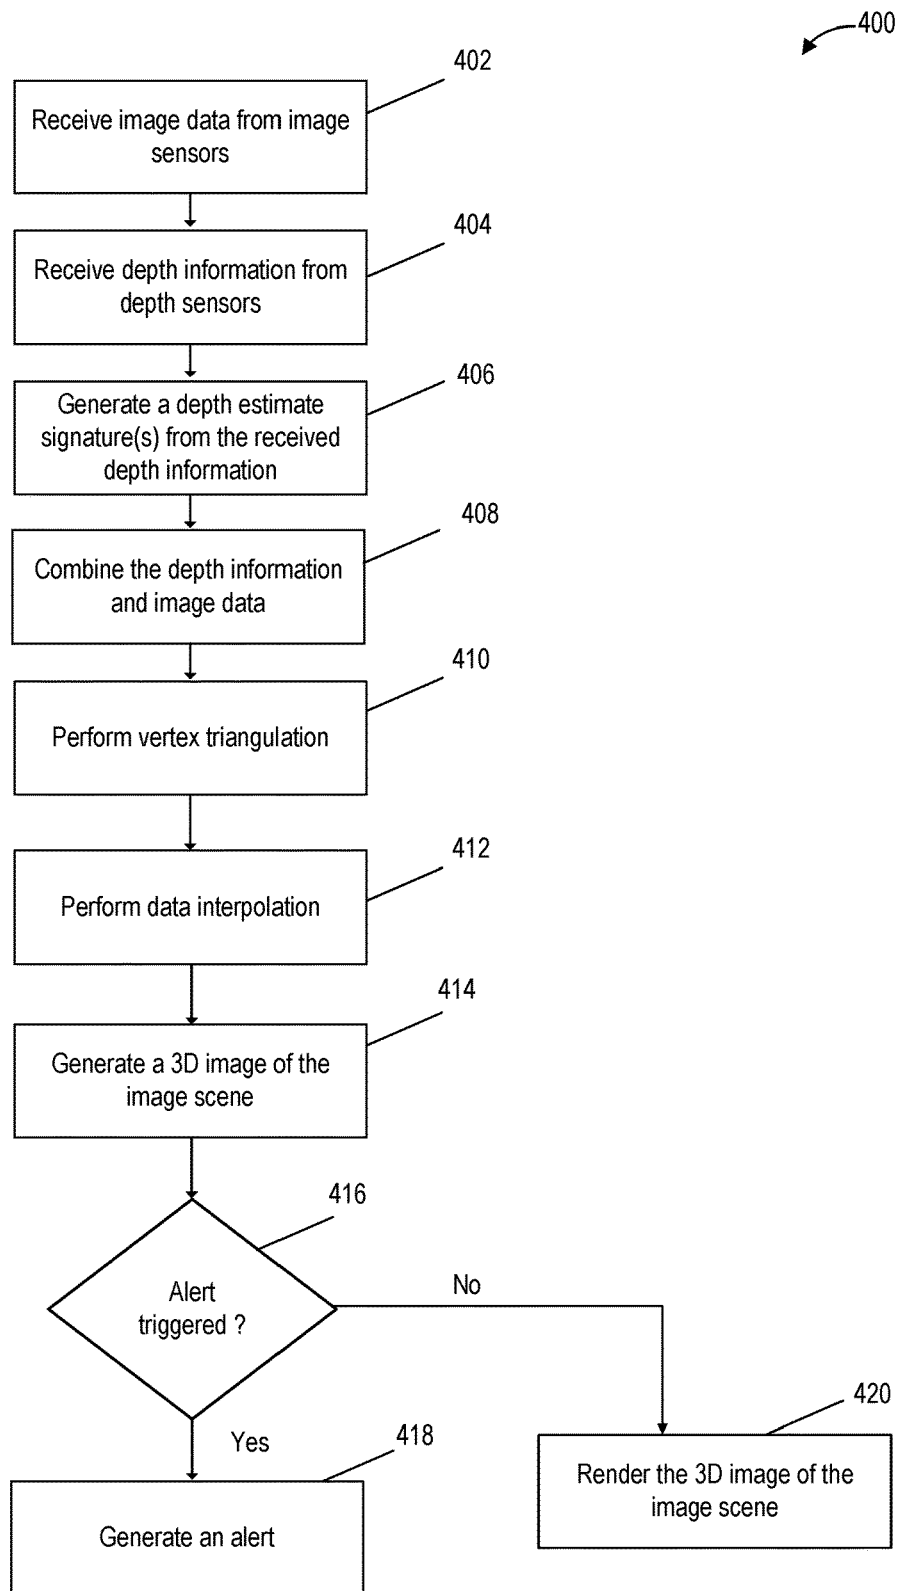 400
402
Receive image data from image
sensors
404
Receive depth information from
depth sensors
406
Generate a depth estimate
signature(s) from the received
depth information
408
Combine the depth information
and image data
410
Perform vertex triangulation
412
Perform data interpolation
414
Generate a 3D image of the
image scene
416
Alert
triggered ?
No
Yes
418
Generate an alert
420
Render the 3D image of the
image scene